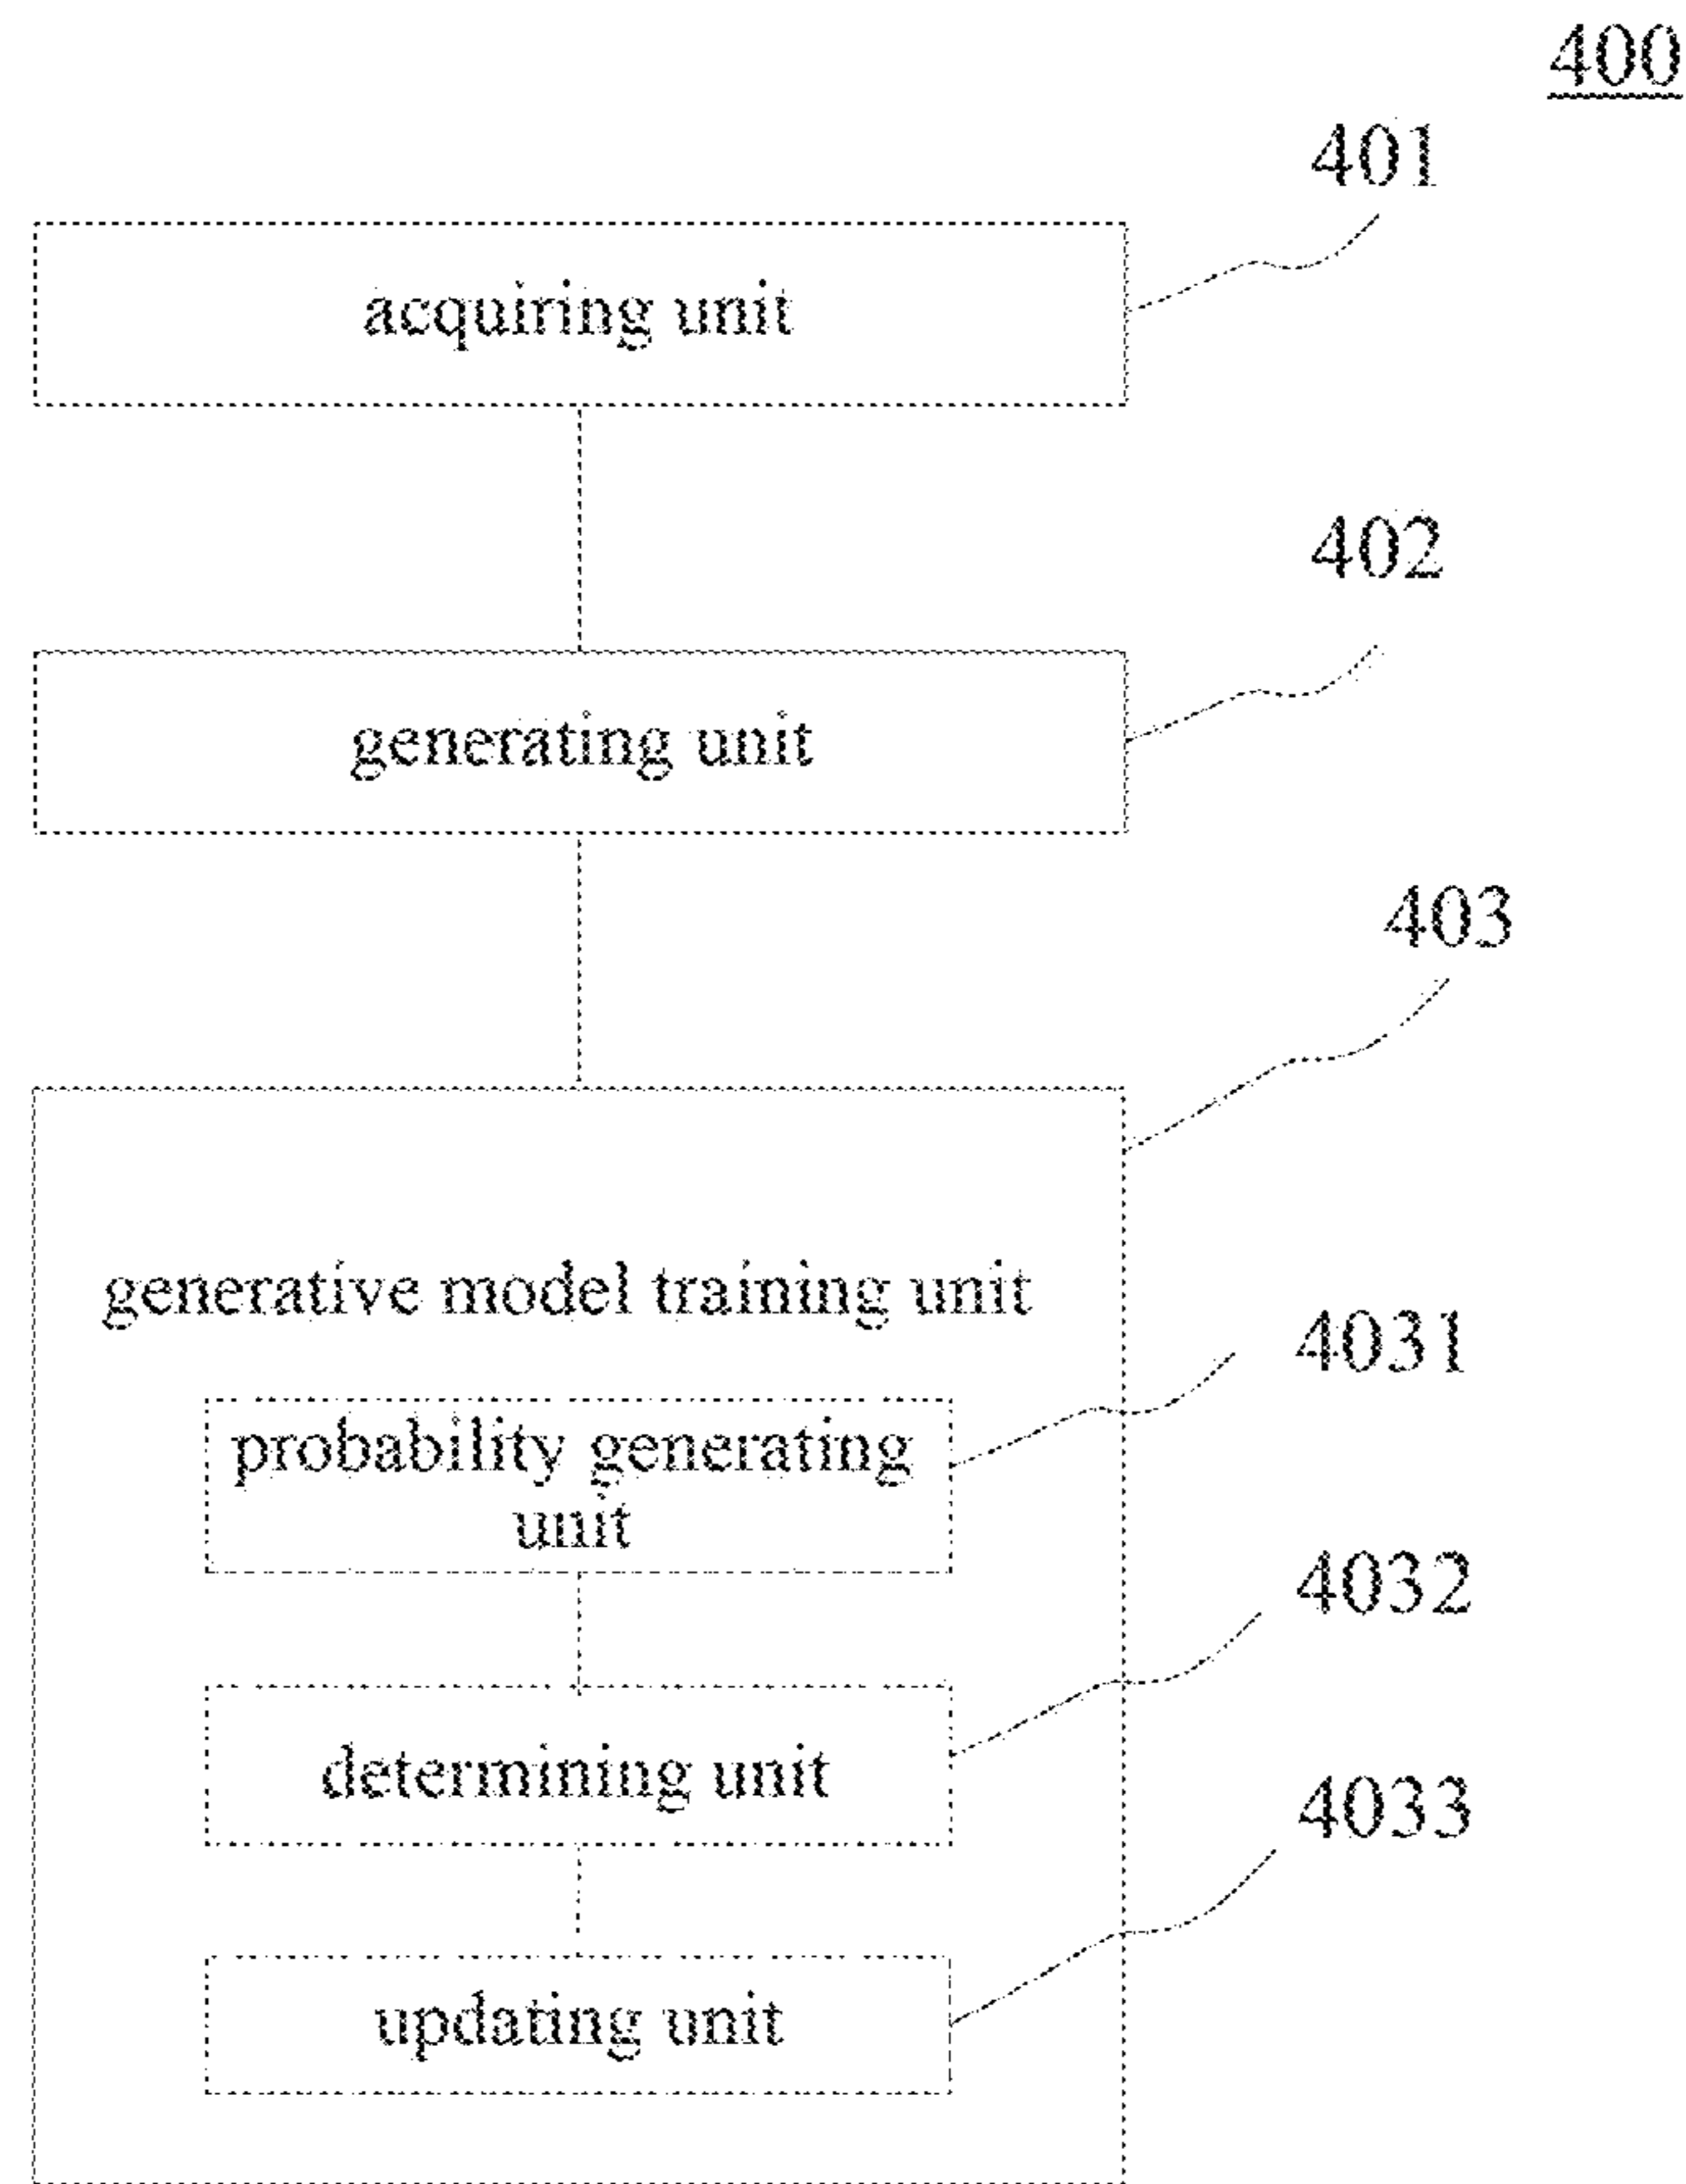 400
401
acquiring unit
402
generating unit
403
generative model training unit
4031
probability generating
unit
4032
determining unit
4033
updating unit